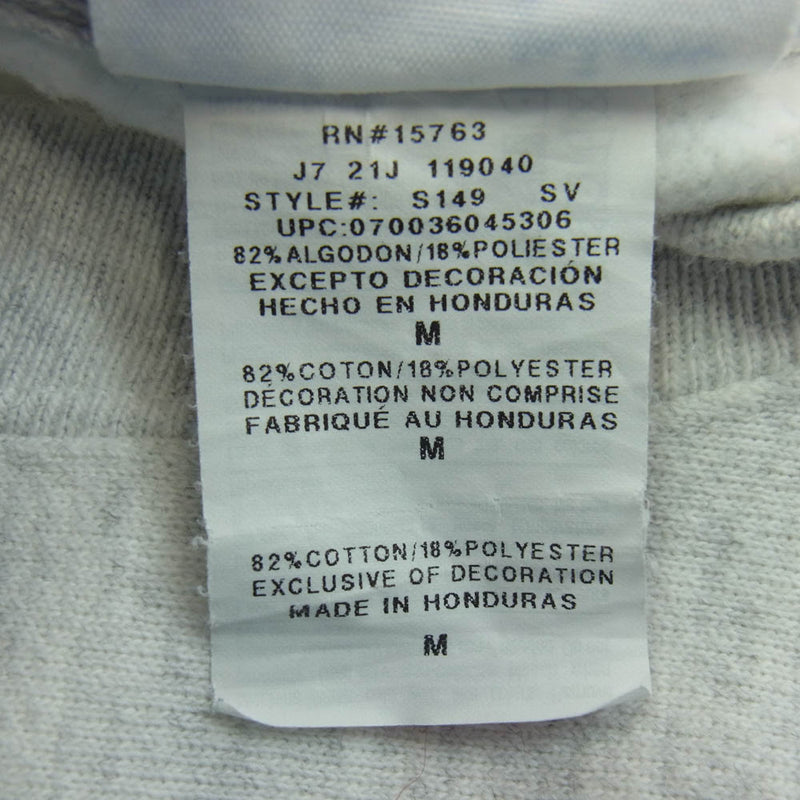 RN#15763
J7 21J 119040
STYLE#: S149 SV
UPC:070036045306
82%ALGODON/18%POLIESTER
EXCEPTO DECORACIÓN
HECHO EN HONDURAS
M
82%COTON/18%POLYESTER
DÉCORATION NON COMPRISE
FABRIQUÉ AU HONDURAS
M
82%COTTON/18%POLYESTER
EXCLUSIVE OF DECORATION
MADE IN HONDURAS
M